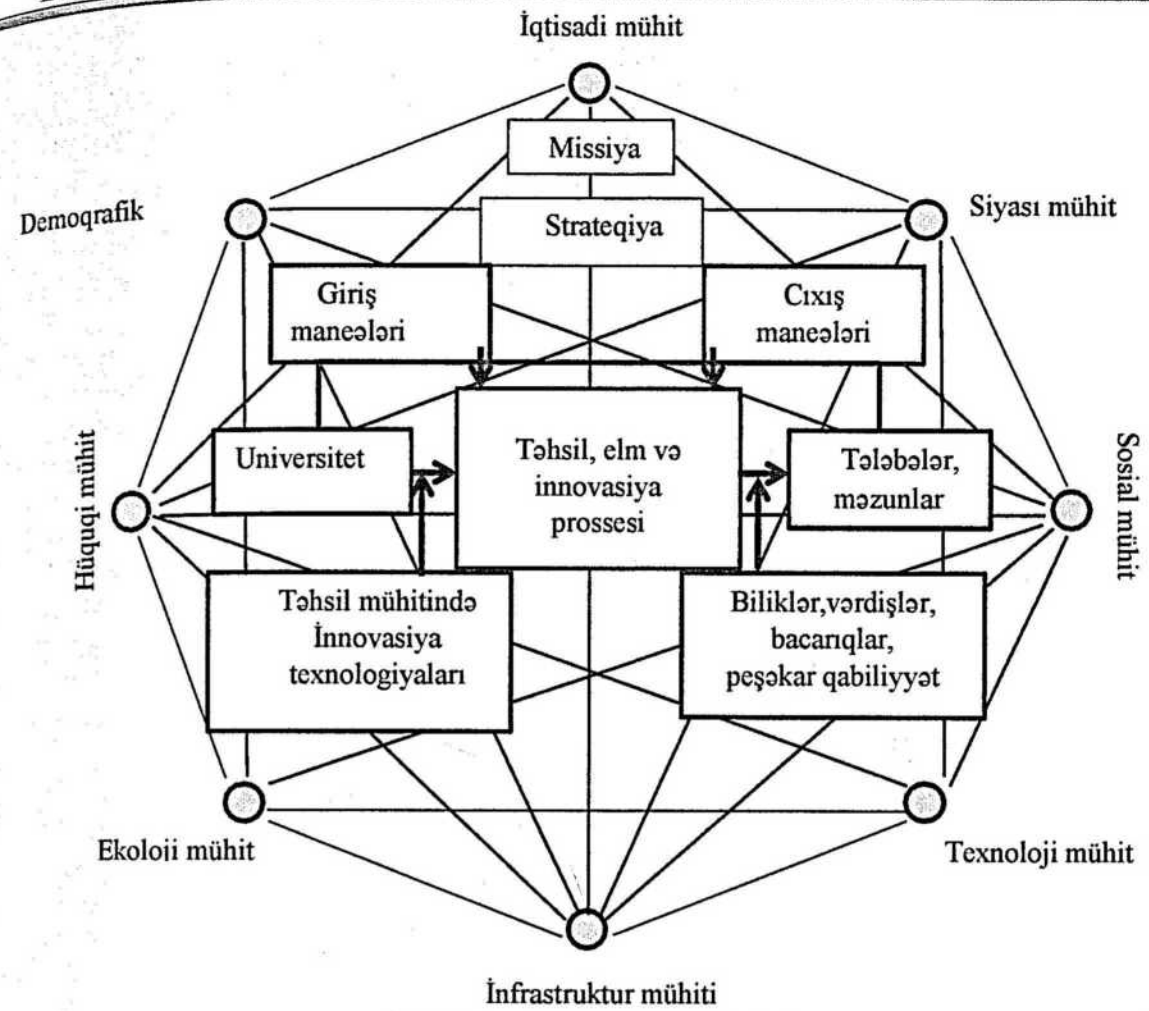 İqtisadi mühit
Missiya
Demoqrafik
Siyası mühit
Strateqiya
Giriş
maneələri
Cıxış
maneələri
Hüquqi mühit
Universitet
Təhsil, elm və
innovasiya
prossesi
Tələbələr,
məzunlar
Sosial mühit
Təhsil mühitində
İnnovasiya
texnologiyaları
Biliklər,vərdişlər,
bacarıqlar,
peşəkar qabiliyyət
Ekoloji mühit
Texnoloji mühit
İnfrastruktur mühiti